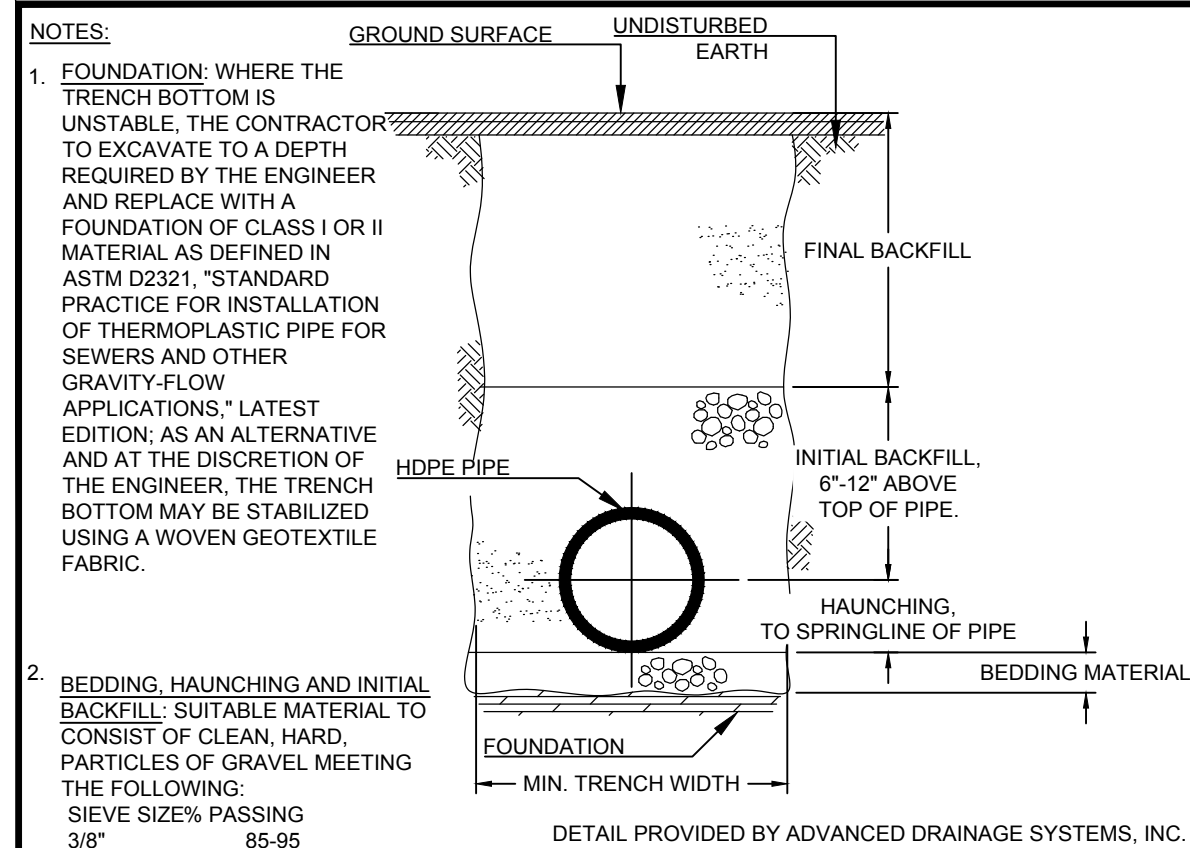 NOTES:
1. FOUNDATION: WHERE THE
TRENCH BOTTOM IS
UNSTABLE, THE CONTRACTOR
TO EXCAVATE TO A DEPTH
REQUIRED BY THE ENGINEER
AND REPLACE WITH A
FOUNDATION OF CLASS I OR II
MATERIAL AS DEFINED IN
ASTM D2321, "STANDARD
PRACTICE FOR INSTALLATION
OF THERMOPLASTIC PIPE FOR
SEWERS AND OTHER
GRAVITY-FLOW
APPLICATIONS," LATEST
EDITION; AS AN ALTERNATIVE
AND AT THE DISCRETION OF
THE ENGINEER, THE TRENCH
BOTTOM MAY BE STABILIZED
USING A WOVEN GEOTEXTILE
FABRIC.
2. BEDDING, HAUNCHING AND INITIAL
BACKFILL: SUITABLE MATERIAL TO
CONSIST OF CLEAN, HARD,
PARTICLES OF GRAVEL MEETING
THE FOLLOWING:
SIEVE SIZE% PASSING
3/8" 85-95
GROUND SURFACE
UNDISTURBED
EARTH
FINAL BACKFILL
HDPE PIPE
INITIAL BACKFILL,
6"-12" ABOVE
TOP OF PIPE.
HAUNCHING,
TO SPRINGLINE OF PIPE
BEDDING MATERIAL
FOUNDATION
MIN. TRENCH WIDTH
DETAIL PROVIDED BY ADVANCED DRAINAGE SYSTEMS, INC.